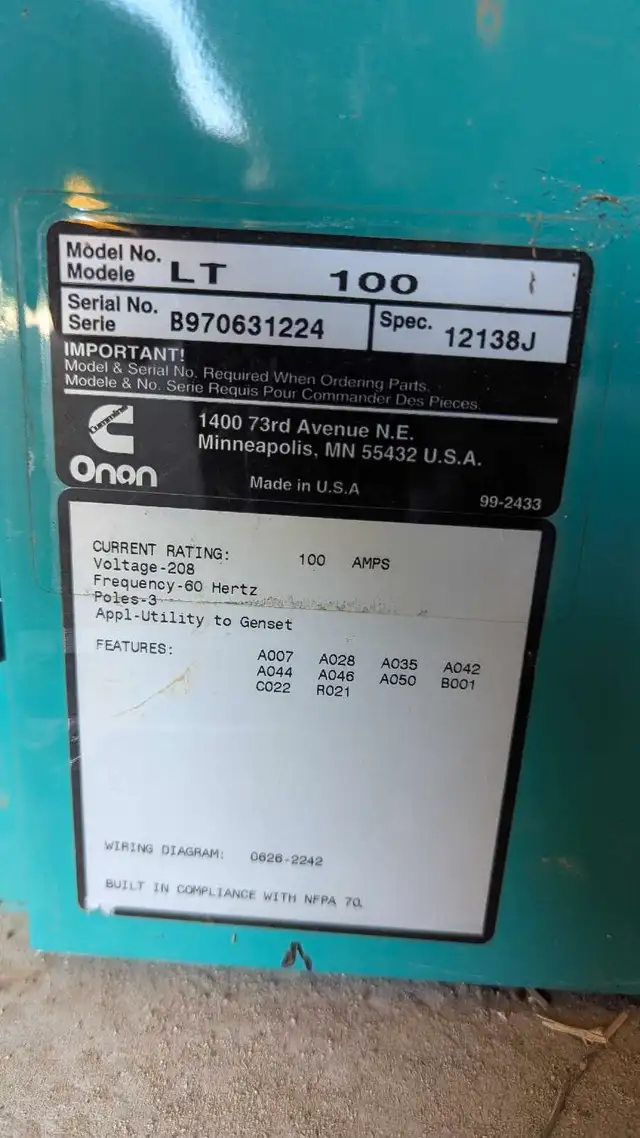 Model No.
Modele LT 100
Serial No.
Serie B970631224
Spec. 12138J
IMPORTANT!
Model & Serial No. Required When Ordering Parts.
Modele & No. Serie Requis Pour Commander Des Pieces.
Cummins
Onan
1400 73rd Avenue N.E.
Minneapolis, MN 55432 U.S.A.
Made in U.S.A
99-2433
CURRENT RATING: 100 AMPS
Voltage-208
Frequency-60 Hertz
Poles-3
Appl-Utility to Genset
FEATURES: A007 A028 A035 A042
A044 A046 A050 B001
C022 R021
WIRING DIAGRAM: 0626-2242
BUILT IN COMPLIANCE WITH NFPA 70.